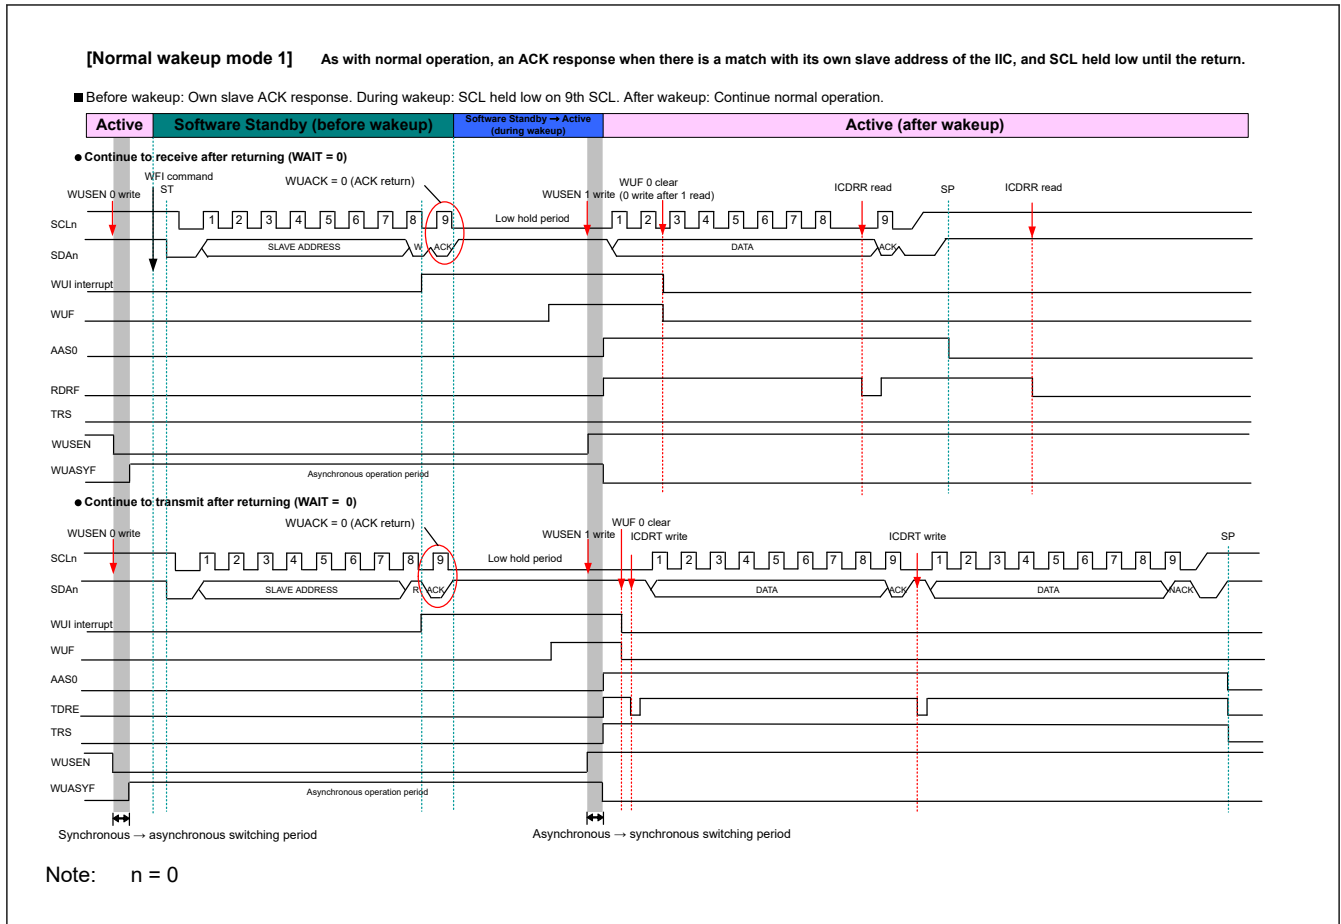 [Normal wakeup mode 1] As with normal operation, an ACK response when there is a match with its own slave address of the IIC, and SCL held low until the return.
■ Before wakeup: Own slave ACK response. During wakeup: SCL held low on 9th SCL. After wakeup: Continue normal operation.
Active Software Standby (before wakeup) Software Standby → Active (during wakeup) Active (after wakeup)
● Continue to receive after returning (WAIT = 0)
WFI command
WUSEN 0 write ST WUACK = 0 (ACK return) WUSEN 1 write WUF 0 clear (0 write after 1 read) ICDRR read SP ICDRR read
SCLn 1 2 3 4 5 6 7 8 9 Low hold period 1 2 3 4 5 6 7 8 9
SDAn SLAVE ADDRESS W ACK DATA ACK
WUI interrupt
WUF
AAS0
RDRF
TRS
WUSEN
WUASYF Asynchronous operation period
● Continue to transmit after returning (WAIT = 0)
WUSEN 0 write WUACK = 0 (ACK return) WUSEN 1 write WUF 0 clear ICDRT write ICDRT write SP
SCLn 1 2 3 4 5 6 7 8 9 Low hold period 1 2 3 4 5 6 7 8 9 1 2 3 4 5 6 7 8 9
SDAn SLAVE ADDRESS R ACK DATA ACK DATA NACK
WUI interrupt
WUF
AAS0
TDRE
TRS
WUSEN
WUASYF Asynchronous operation period
Synchronous → asynchronous switching period Asynchronous → synchronous switching period
Note: n = 0